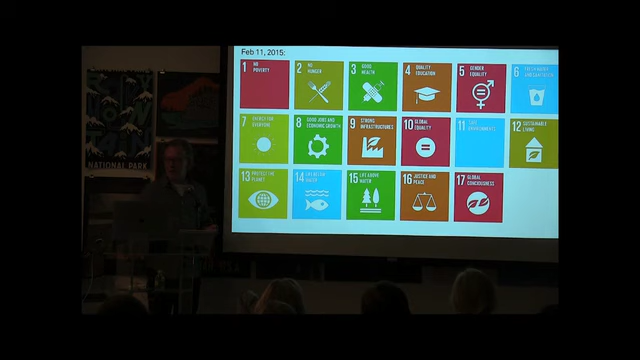 Feb 11, 2015:
1 NO
POVERTY
2 NO
HUNGER
3 GOOD
HEALTH
4 QUALITY
EDUCATION
5 GENDER
EQUALITY
6
7 ENERGY FOR
EVERYONE
8 GOOD JOBS AND
ECONOMIC GROWTH
9 STRONG
INFRASTRUCTURES
10 GLOBAL
EQUALITY
11
12 SUSTAINABLE
LIVING
13 PROTECT THE
PLANET
14 LIFE BELOW
WATER
15 LIFE ABOVE
WATER
16 JUSTICE AND
PEACE
17 GLOBAL
CONSCIOUSNESS
NATIONAL PARK